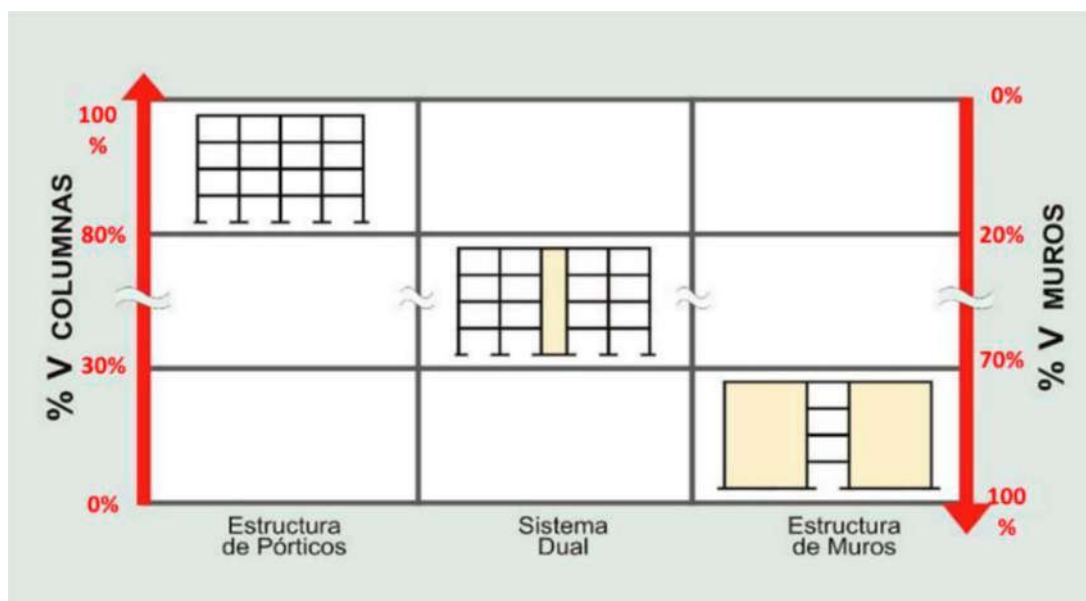 100
%
80%
30%
0%
% V COLUMNAS
0%
20%
70%
100
%
% V MUROS
Estructura
de Pórticos
Sistema
Dual
Estructura
de Muros